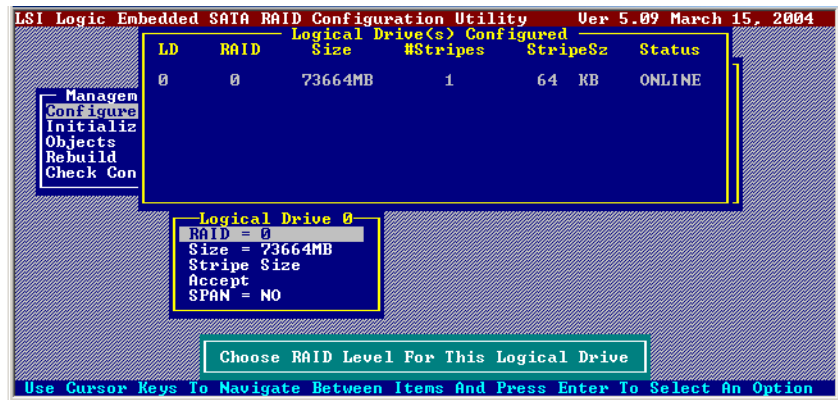 LSI Logic Embedded SATA RAID Configuration Utility Ver 5.09 March 15, 2004
Logical Drive(s) Configured
LD RAID Size #Stripes StripeSz Status
0 0 73664MB 1 64 KB ONLINE
Managem
Configure
Initializ
Objects
Rebuild
Check Con
Logical Drive 0
RAID = 0
Size = 73664MB
Stripe Size
Accept
SPAN = NO
Choose RAID Level For This Logical Drive
Use Cursor Keys To Navigate Between Items And Press Enter To Select An Option